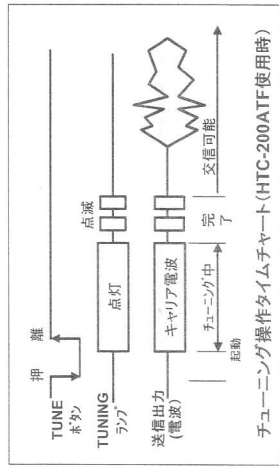 押 離
TUNE
ボタン
TUNING
ランプ
点灯
点滅
送信出力
(電波)
キャリア電波
起動
チューニング中
完了
交信可能
チューニング操作タイムチャート(HTC-200ATF使用時)